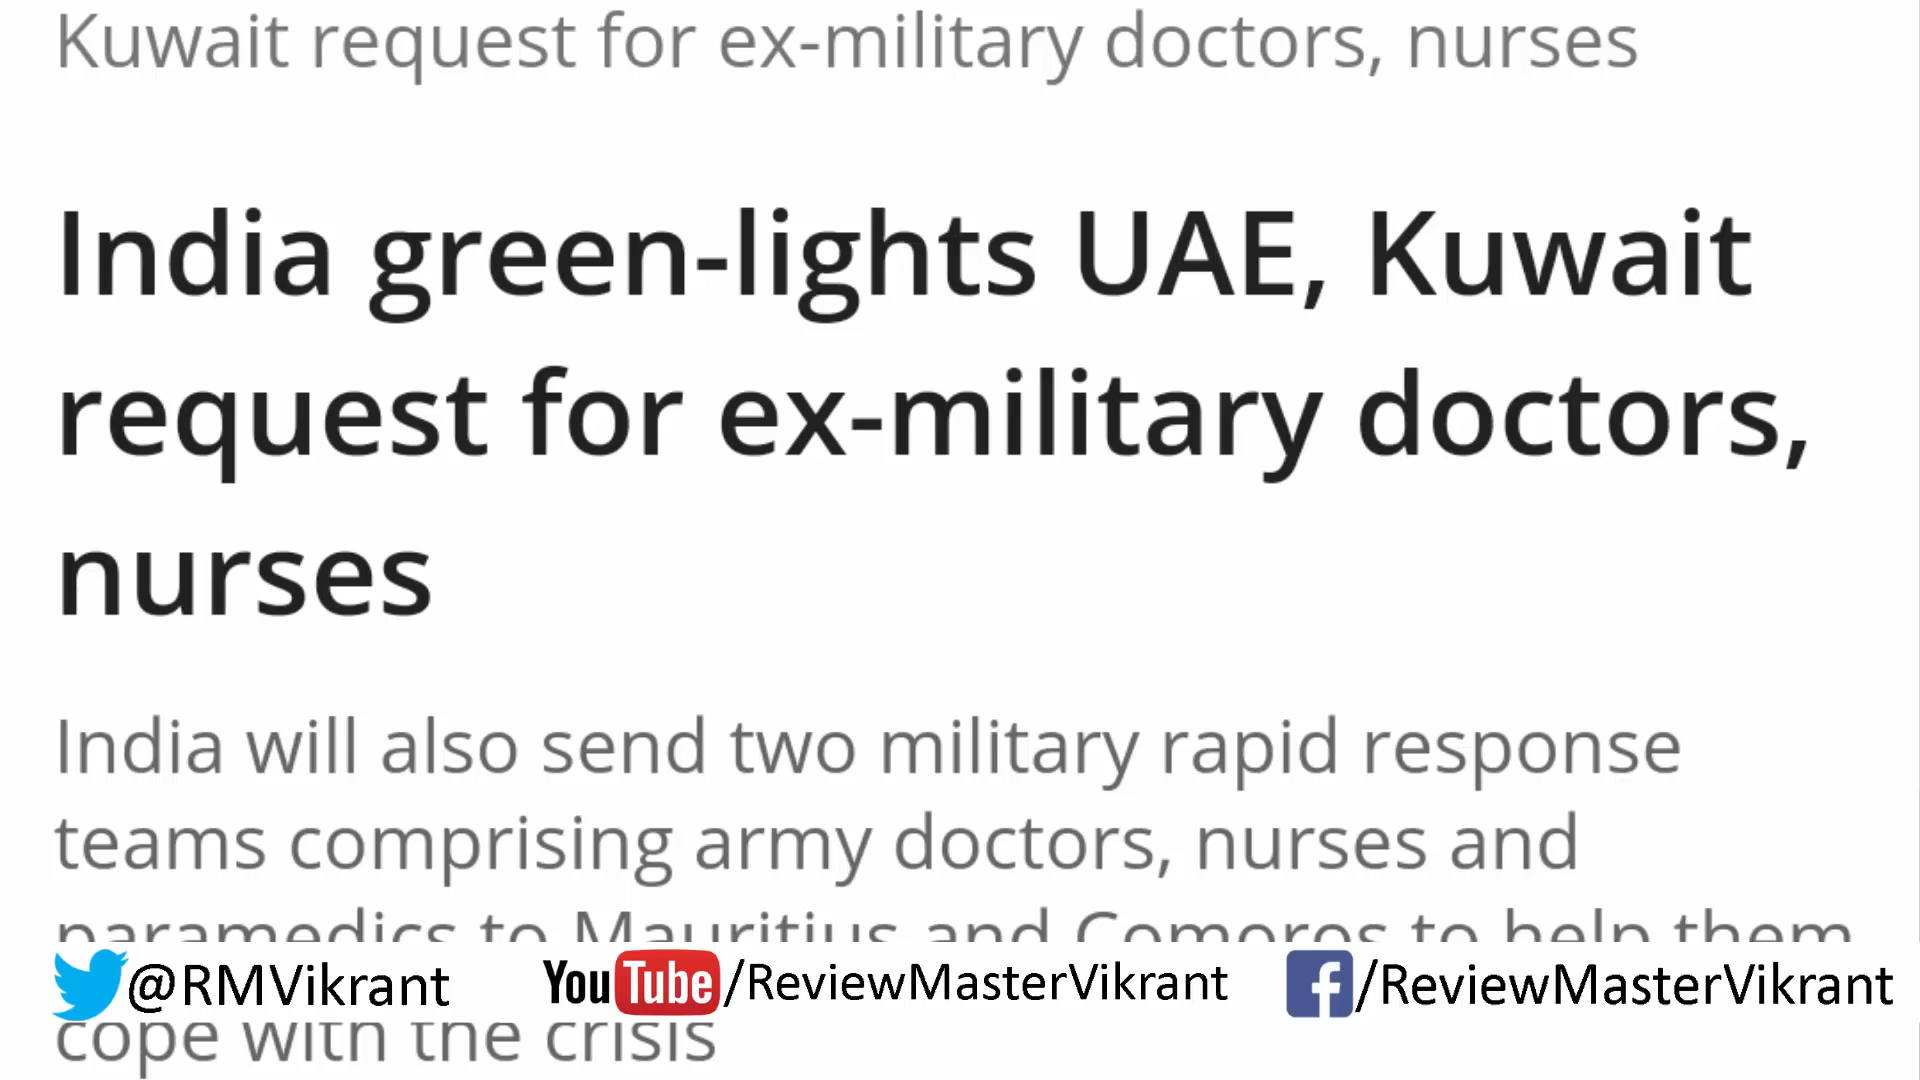 Kuwait request for ex-military doctors, nurses
India green-lights UAE, Kuwait
request for ex-military doctors,
nurses
India will also send two military rapid response
teams comprising army doctors, nurses and
paramedics to Mauritius and Comoros to help them
@RMVikrant YouTube/ReviewMasterVikrant f/ReviewMasterVikrant
cope with the crisis